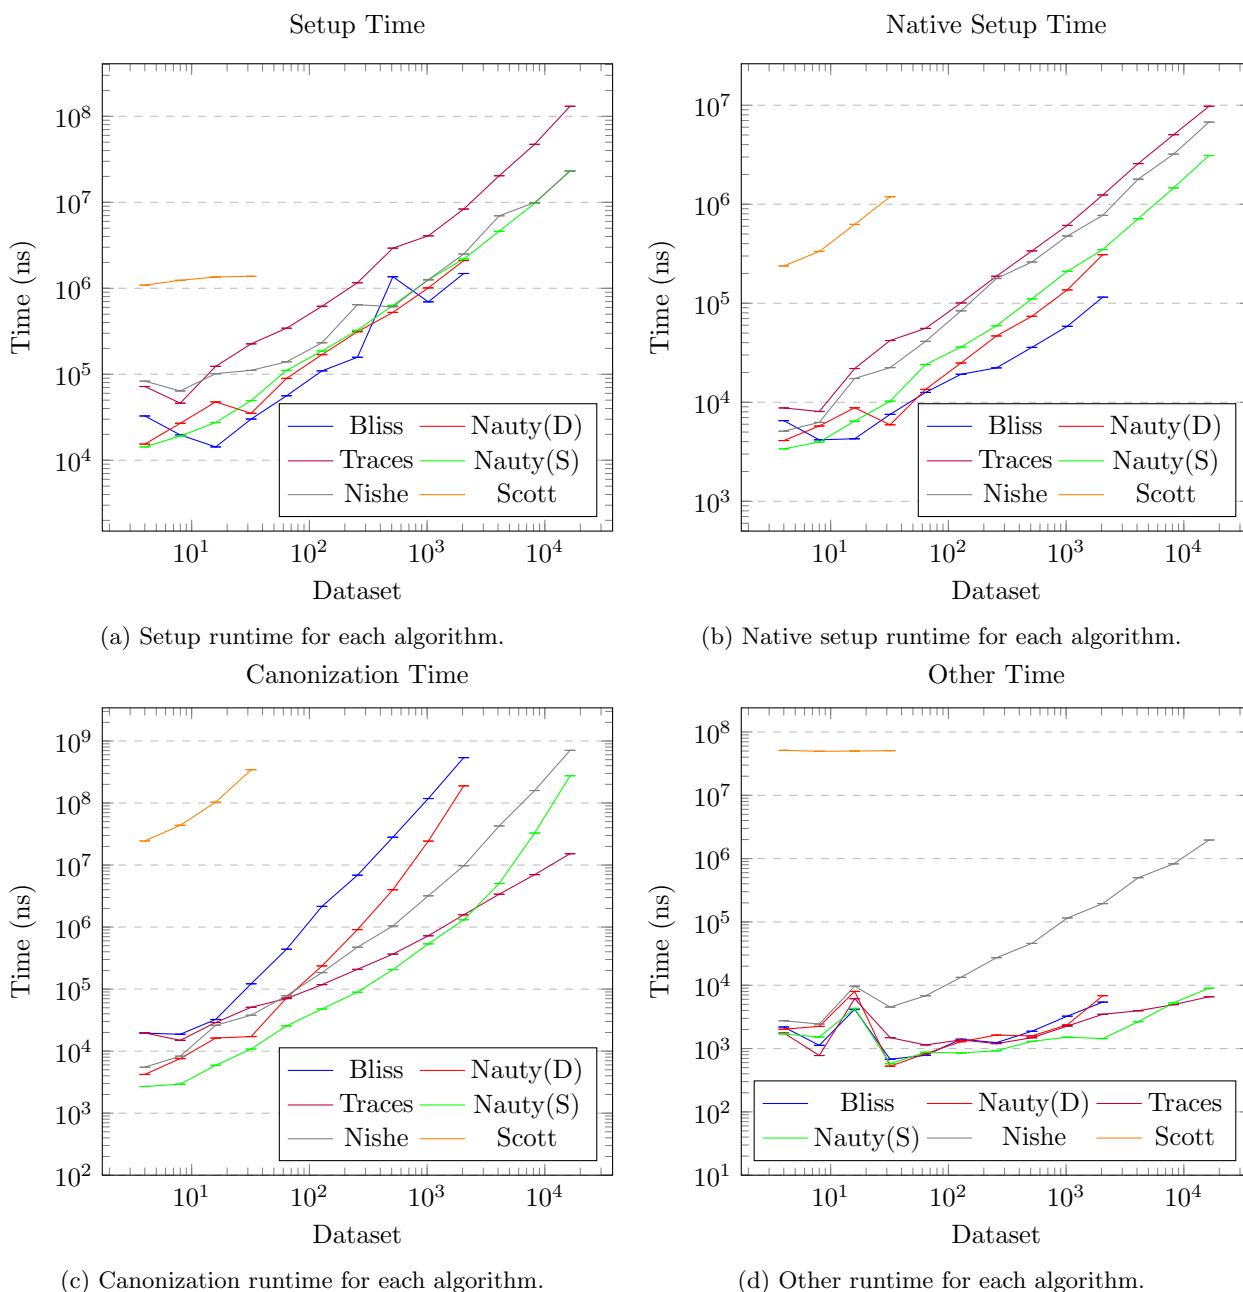 Setup Time
10^8
10^7
10^6
10^5
10^4
Time (ns)
Bliss Nauty(D)
Traces Nauty(S)
Nishe Scott
10^1 10^2 10^3 10^4
Dataset
(a) Setup runtime for each algorithm.
Native Setup Time
10^7
10^6
10^5
10^4
10^3
Time (ns)
Bliss Nauty(D)
Traces Nauty(S)
Nishe Scott
10^1 10^2 10^3 10^4
Dataset
(b) Native setup runtime for each algorithm.
Canonization Time
10^9
10^8
10^7
10^6
10^5
10^4
10^3
10^2
Time (ns)
Bliss Nauty(D)
Traces Nauty(S)
Nishe Scott
10^1 10^2 10^3 10^4
Dataset
(c) Canonization runtime for each algorithm.
Other Time
10^8
10^7
10^6
10^5
10^4
10^3
10^2
10^1
Time (ns)
Bliss Nauty(D) Traces
Nauty(S) Nishe Scott
10^1 10^2 10^3 10^4
Dataset
(d) Other runtime for each algorithm.